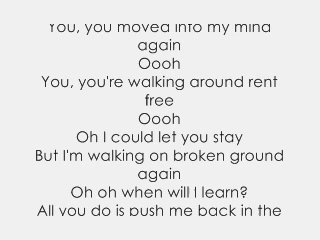 You, you moved into my mind
again
Oooh
You, you're walking around rent
free
Oooh
Oh I could let you stay
But I'm walking on broken ground
again
Oh oh when will I learn?
All you do is push me back in the